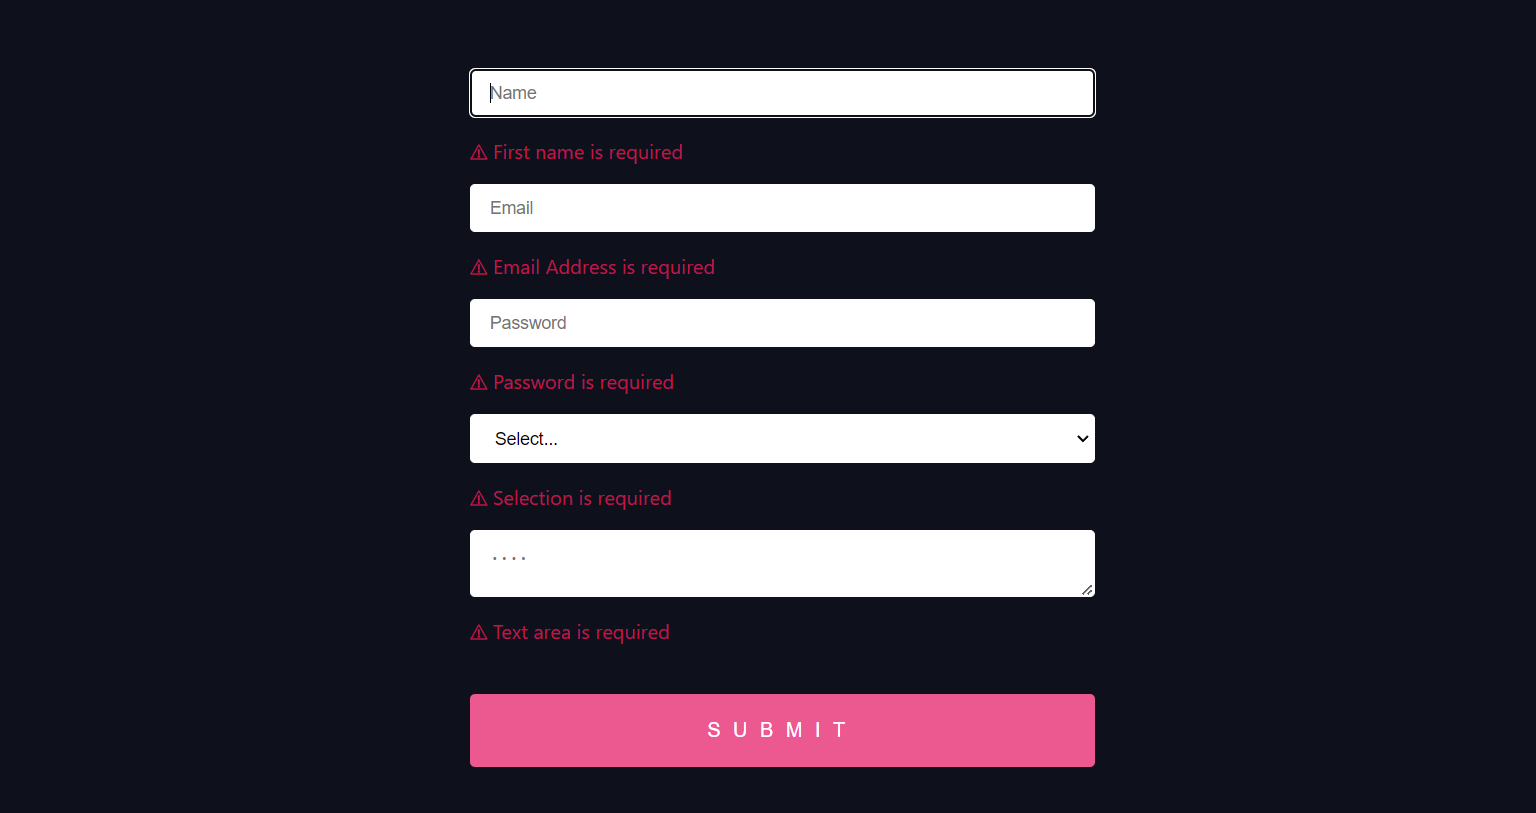 Name
⚠ First name is required
Email
⚠ Email Address is required
Password
⚠ Password is required
Select...
⚠ Selection is required
....
⚠ Text area is required
SUBMIT